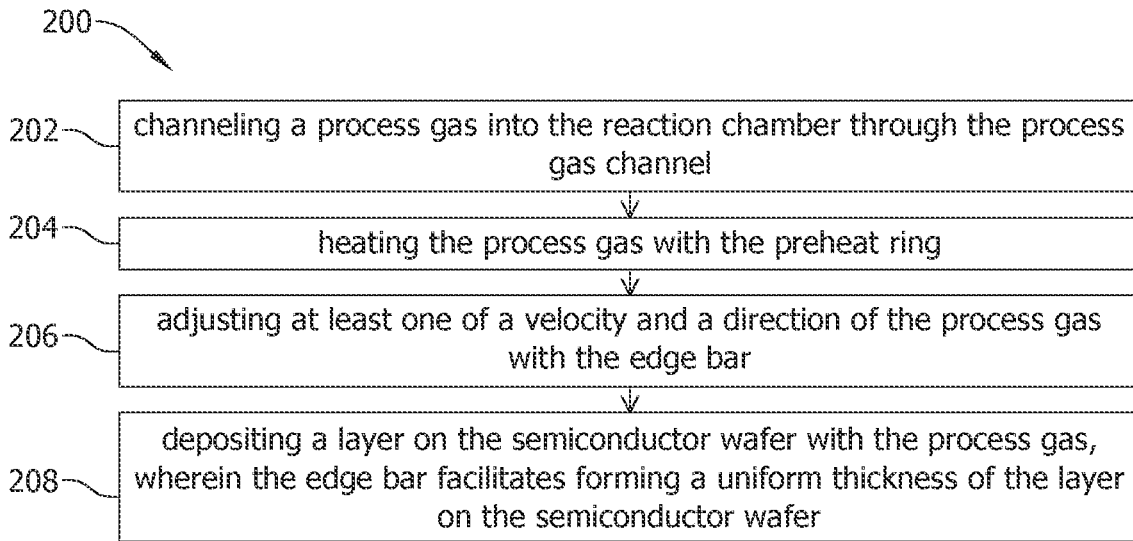 200
202
channeling a process gas into the reaction chamber through the process
gas channel
204
heating the process gas with the preheat ring
206
adjusting at least one of a velocity and a direction of the process gas
with the edge bar
208
depositing a layer on the semiconductor wafer with the process gas,
wherein the edge bar facilitates forming a uniform thickness of the layer
on the semiconductor wafer